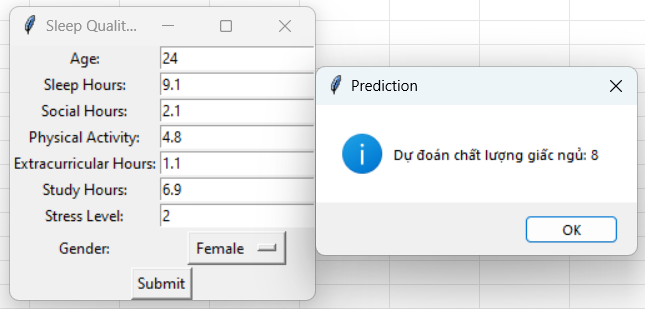 Sleep Qualit...
Age: 24
Sleep Hours: 9.1
Social Hours: 2.1
Physical Activity: 4.8
Extracurricular Hours: 1.1
Study Hours: 6.9
Stress Level: 2
Gender: Female
Submit
Prediction
Dự đoán chất lượng giấc ngủ: 8
OK